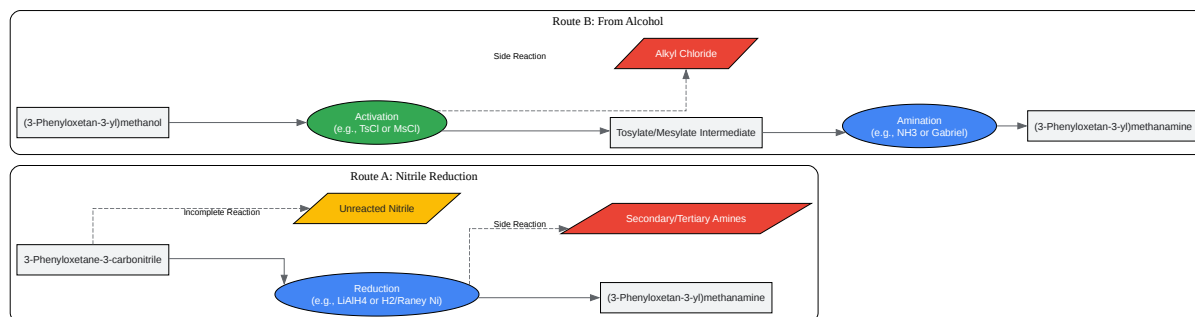 Route B: From Alcohol
Side Reaction
Alkyl Chloride
(3-Phenyloxetan-3-yl)methanol
Activation
(e.g., TsCl or MsCl)
Tosylate/Mesylate Intermediate
Amination
(e.g., NH3 or Gabriel)
(3-Phenyloxetan-3-yl)methanamine
Route A: Nitrile Reduction
Incomplete Reaction
Unreacted Nitrile
Side Reaction
Secondary/Tertiary Amines
3-Phenyloxetane-3-carbonitrile
Reduction
(e.g., LiAlH4 or H2/Raney Ni)
(3-Phenyloxetan-3-yl)methanamine